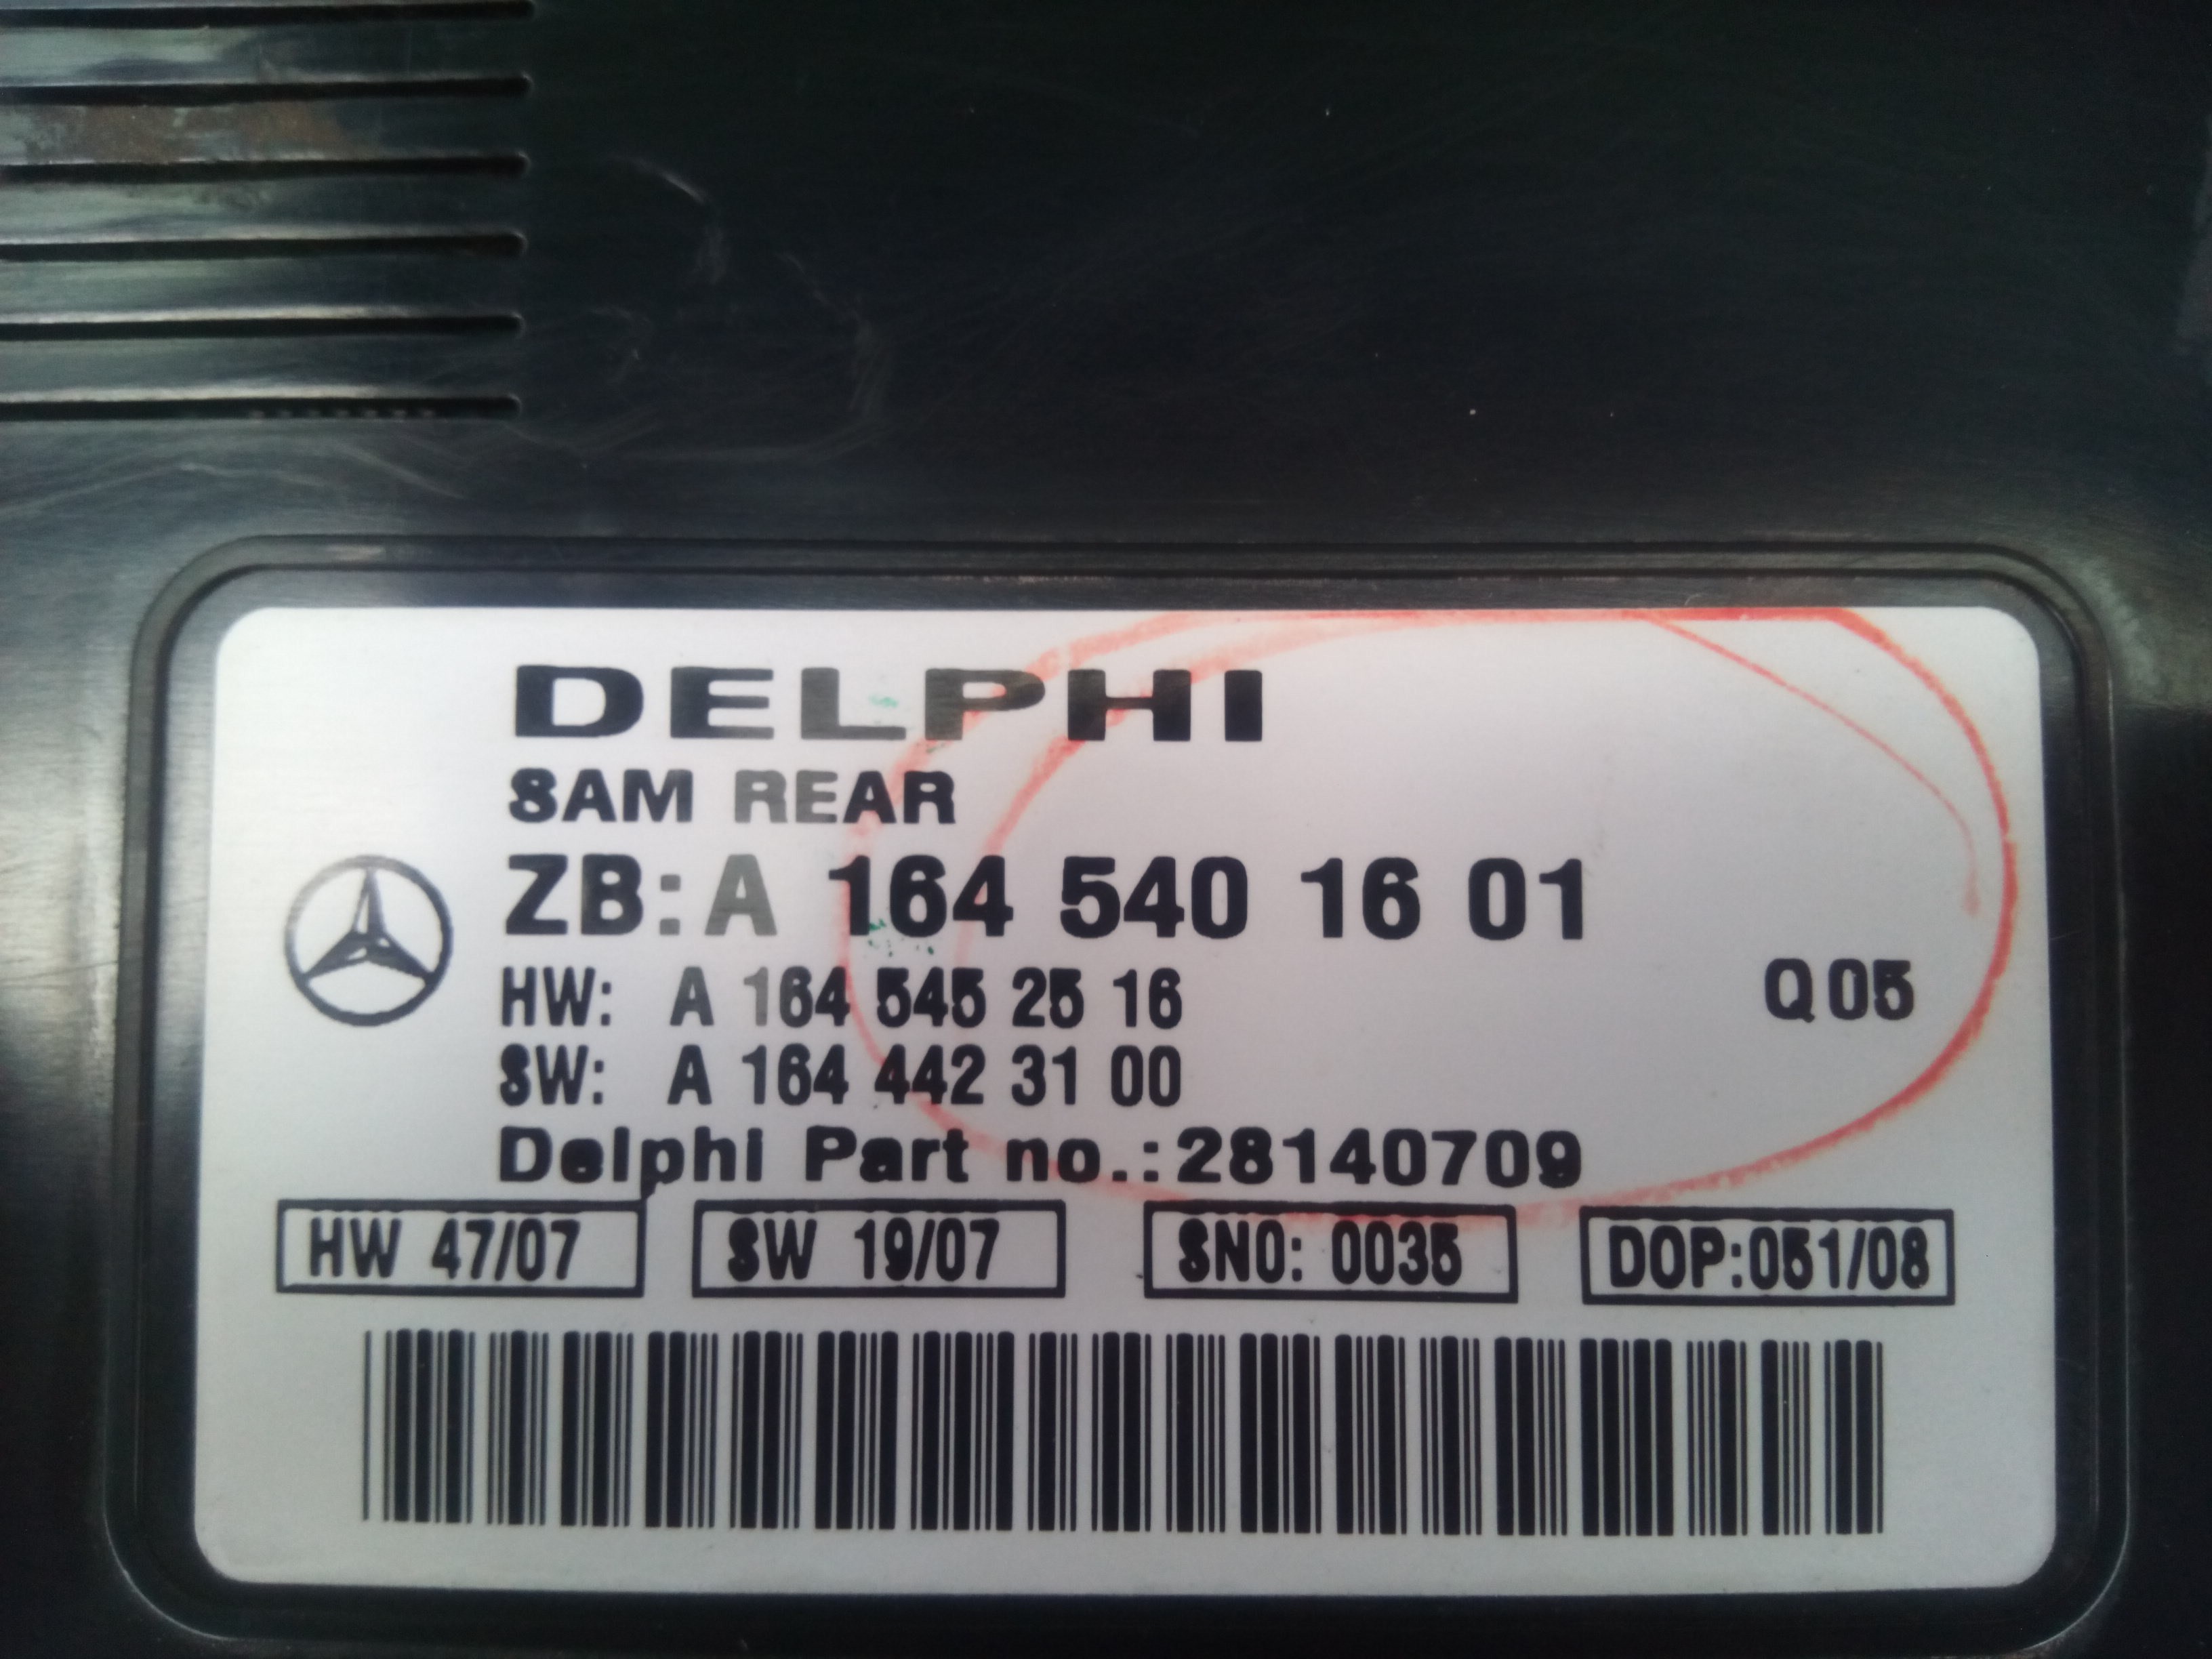 DELPHI
SAM REAR
ZB: A 164 540 16 01
HW: A 164 545 25 16
Q05
SW: A 164 442 31 00
Delphi Part no.:28140709
HW 47/07 SW 19/07 SNO: 0035 DOP:051/08